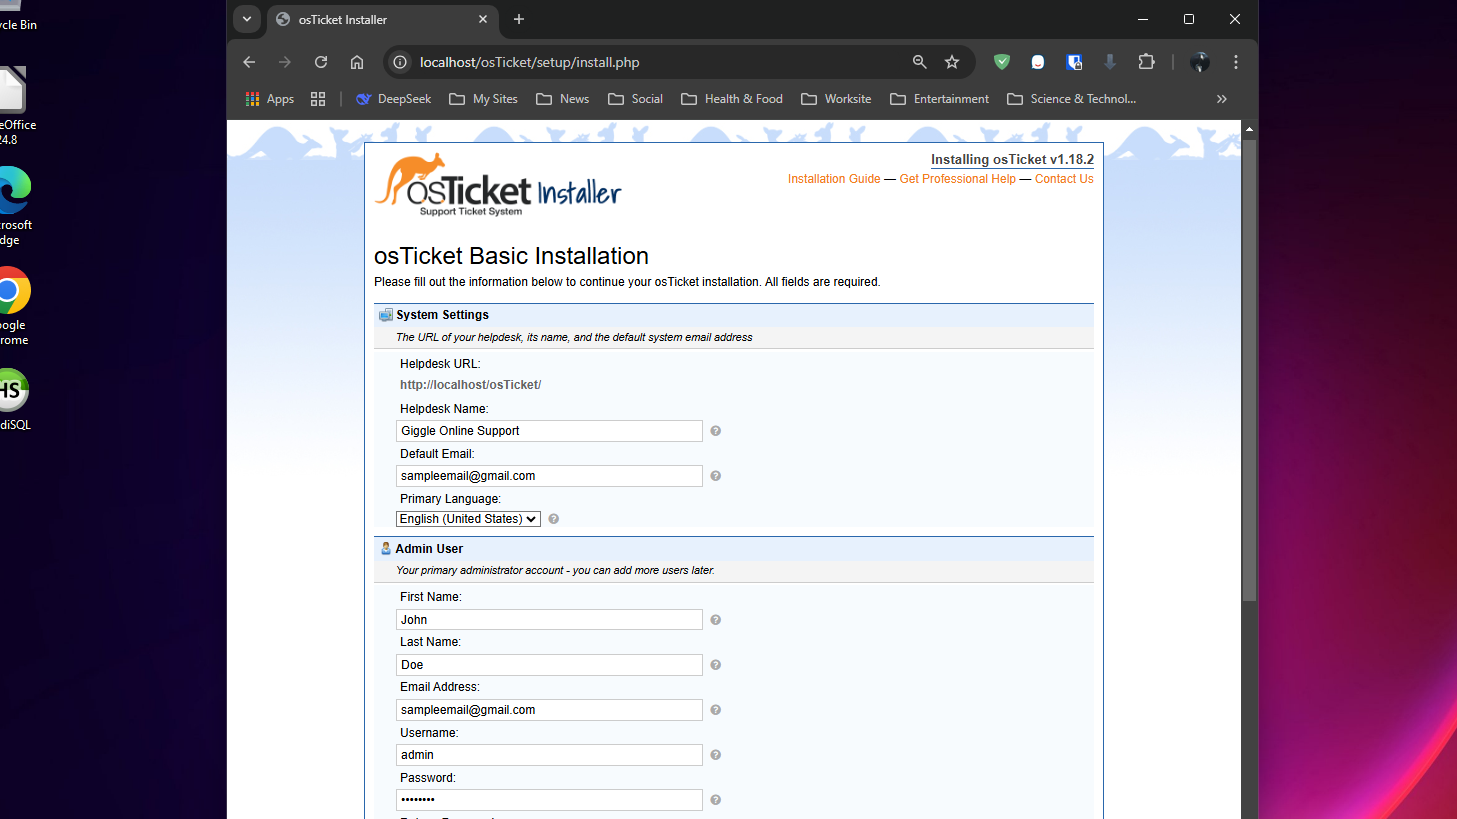 osTicket Installer
localhost/osTicket/setup/install.php
Apps
DeepSeek
My Sites
News
Social
Health & Food
Worksite
Entertainment
Science & Technol...
cle Bin
eOffice
24.8
rosoft
dge
ogle
rome
HS
diSQL
osTicket Installer
Support Ticket System
Installing osTicket v1.18.2
Installation Guide — Get Professional Help — Contact Us
osTicket Basic Installation
Please fill out the information below to continue your osTicket installation. All fields are required.
System Settings
The URL of your helpdesk, its name, and the default system email address
Helpdesk URL:
http://localhost/osTicket/
Helpdesk Name:
Giggle Online Support
Default Email:
sampleemail@gmail.com
Primary Language:
English (United States)
Admin User
Your primary administrator account - you can add more users later.
First Name:
John
Last Name:
Doe
Email Address:
sampleemail@gmail.com
Username:
admin
Password:
••••••••